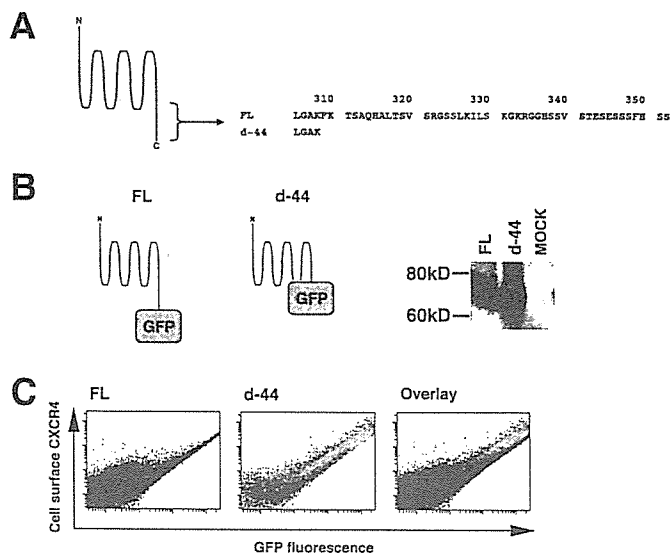 A
N
C
310 320 330 340 350
FL LGAKFK TSAQHALTSV SRGSSLKILS KGKRGGHSSV STESESSSFH SS
d-44 LGAK
B
FL d-44
N N
GFP GFP
FL d-44 MOCK
80kD
60kD
C
FL d-44 Overlay
Cell surface CXCR4
GFP fluorescence